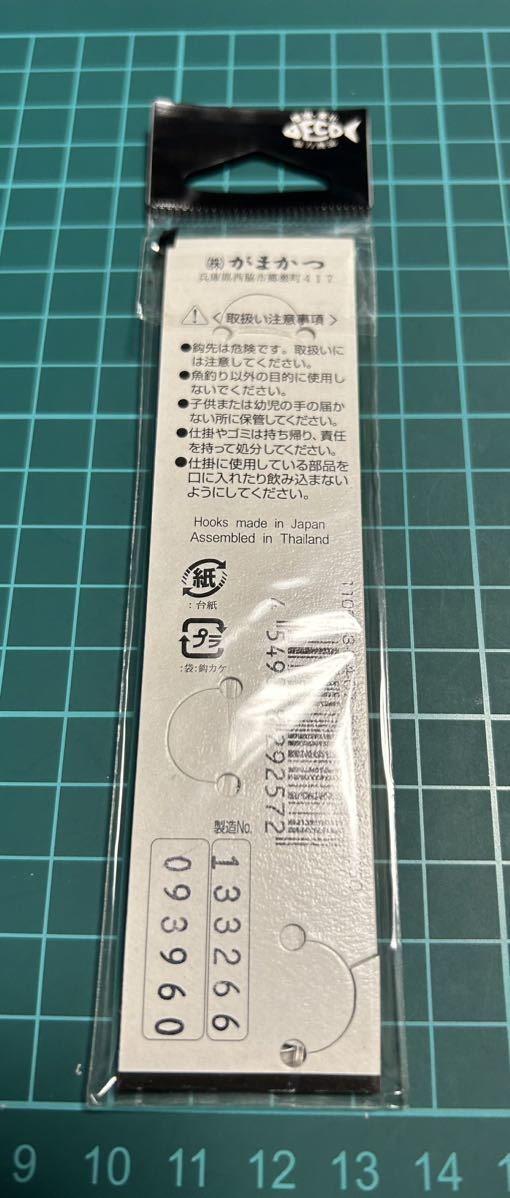 ㈱がまかつ
兵庫県西脇市郷瀬町417
<取扱い注意事項>
●鈎先は危険です。取扱いに
は注意してください。
●魚釣り以外の目的に使用し
ないでください。
●子供または幼児の手の届か
ない所に保管してください。
●仕掛やゴミは持ち帰り、責任
を持って処分してください。
●仕掛に使用している部品を
口に入れたり飲み込まない
ようにしてください。
Hooks made in Japan
Assembled in Thailand
紙
:台紙
プラ
:袋:鈎カケ
292572
製造No.
133266
093960
9 10 11 12 13 14